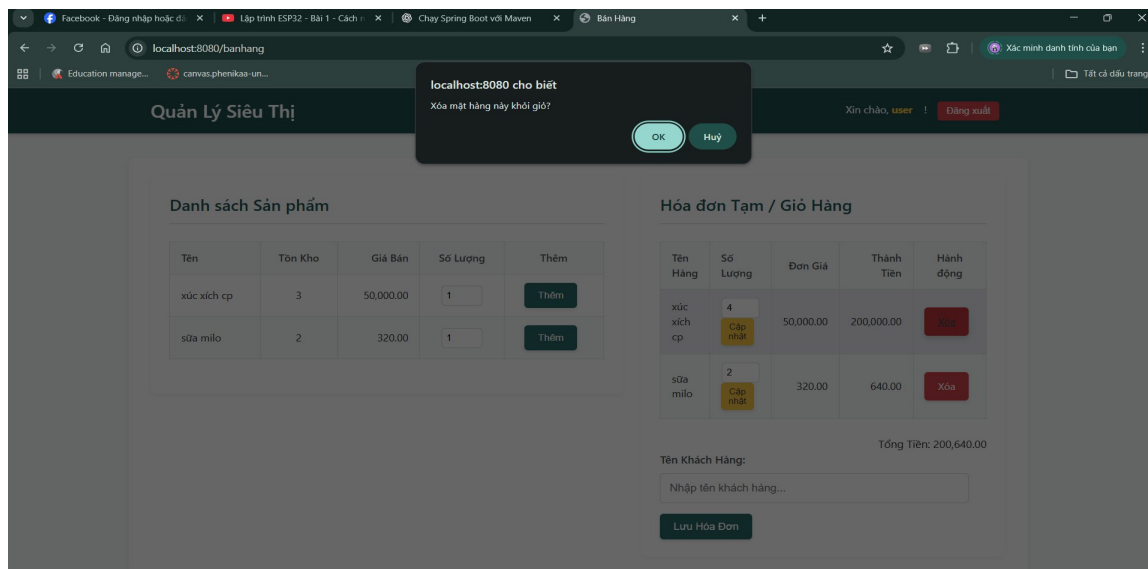 Facebook - Đăng nhập hoặc đă
Lập trình ESP32 - Bài 1 - Cách n
Chạy Spring Boot với Maven
Bán Hàng
localhost:8080/banhang
Xác minh danh tính của bạn
Education manage...
canvas.phenikaa-un...
Tất cả dấu trang
localhost:8080 cho biết
Xóa mặt hàng này khỏi giỏ?
OK
Huỷ
Quản Lý Siêu Thị
Xin chào, user !
Đăng xuất
Danh sách Sản phẩm
Tên Tồn Kho Giá Bán Số Lượng Thêm
xúc xích cp 3 50,000.00 1 Thêm
sữa milo 2 320.00 1 Thêm
Hóa đơn Tạm / Giỏ Hàng
Tên Số Đơn Giá Thành Hành
Hàng Lượng Tiền động
xúc 4
xích Cập 50,000.00 200,000.00 Xóa
cp nhật
sữa 2
milo Cập 320.00 640.00 Xóa
nhật
Tổng Tiền: 200,640.00
Tên Khách Hàng:
Nhập tên khách hàng...
Lưu Hóa Đơn